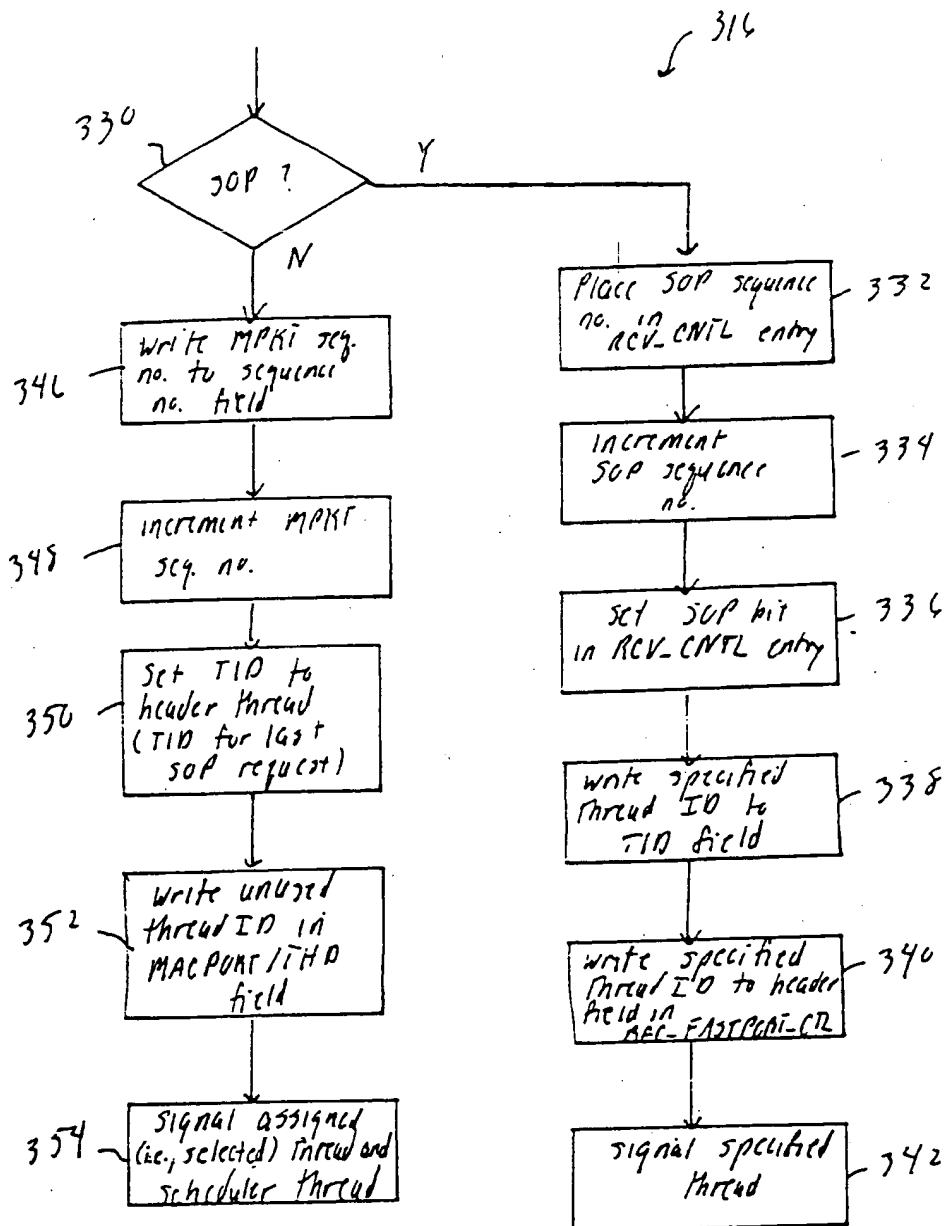 316
330
SOP ?
Y
N
Place SOP sequence
no. in
RCV_CNTL entry
332
Write MPKT seq.
no. to sequence
no. field
346
increment
SOP sequence
no.
334
increment MPKT
seq. no.
348
set SOP bit
in RCV_CNTL entry
336
Set TID to
header thread
(TID for last
SOP request)
350
write specified
Thread ID to
TID field
338
Write unused
thread ID in
MACPORT/THD
field
352
write specified
Thread ID to header
field in
REC_FASTPORT_CTL
340
signal assigned
(i.e., selected) Thread and
scheduler thread
354
signal specified
thread
342